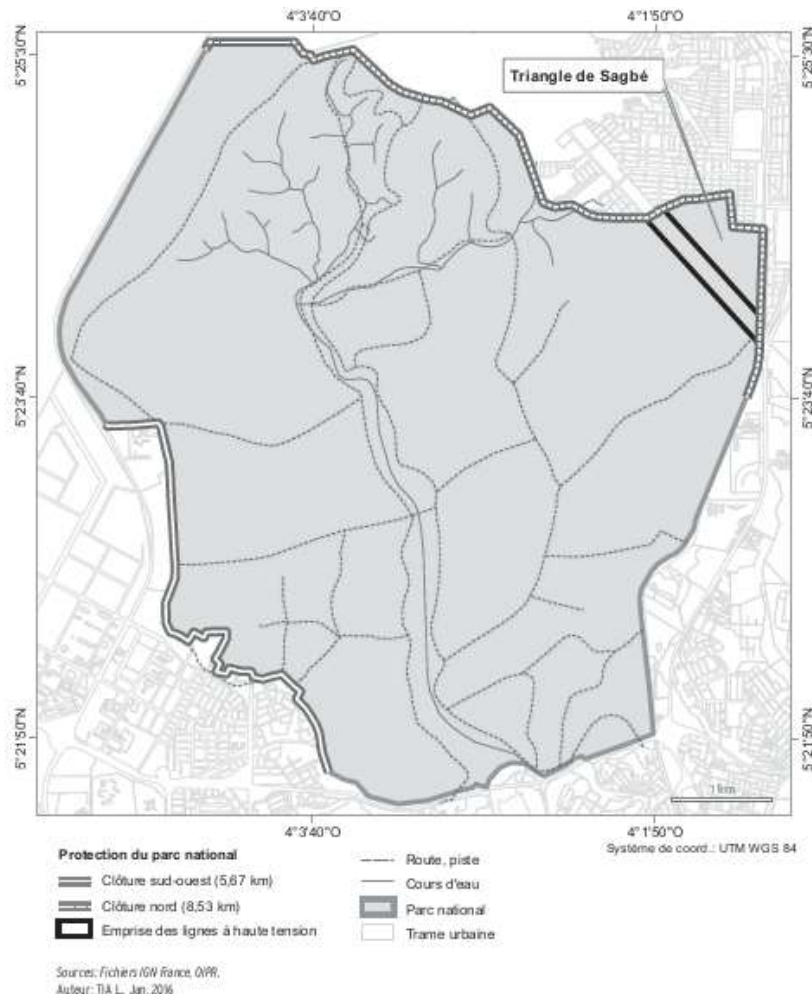 4°3'40"O 4°1'50"O
5°25'30"N 5°25'30"N
Triangle de Sagbé
5°23'40"N 5°23'40"N
5°21'50"N 5°21'50"N
1 km
4°3'40"O 4°1'50"O
Système de coord.: UTM WGS 84
Protection du parc national
Clôture sud-ouest (5,67 km)
Clôture nord (8,53 km)
Emprise des lignes à haute tension
Route, piste
Cours d'eau
Parc national
Trame urbaine
Sources: Fichiers IGN France, OIPR.
Auteur: TIA L., Jan. 2016